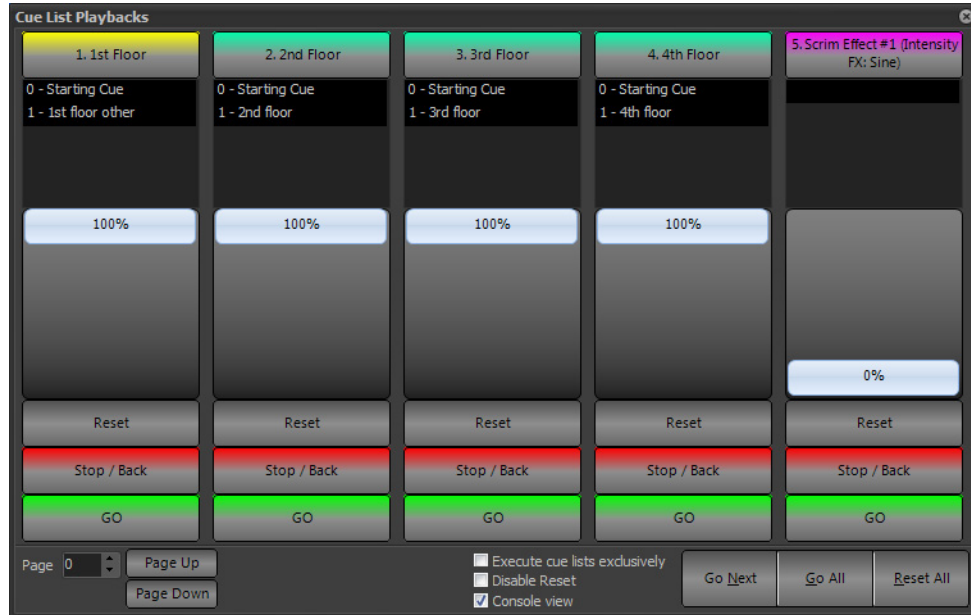 Cue List Playbacks
1. 1st Floor
2. 2nd Floor
3. 3rd Floor
4. 4th Floor
5. Scrim Effect #1 (Intensity
FX: Sine)
0 - Starting Cue
1 - 1st floor other
0 - Starting Cue
1 - 2nd floor
0 - Starting Cue
1 - 3rd floor
0 - Starting Cue
1 - 4th floor
100%
100%
100%
100%
0%
Reset
Reset
Reset
Reset
Reset
Stop / Back
Stop / Back
Stop / Back
Stop / Back
Stop / Back
GO
GO
GO
GO
GO
Page 0
Page Up
Page Down
Execute cue lists exclusively
Disable Reset
Console view
Go Next
Go All
Reset All